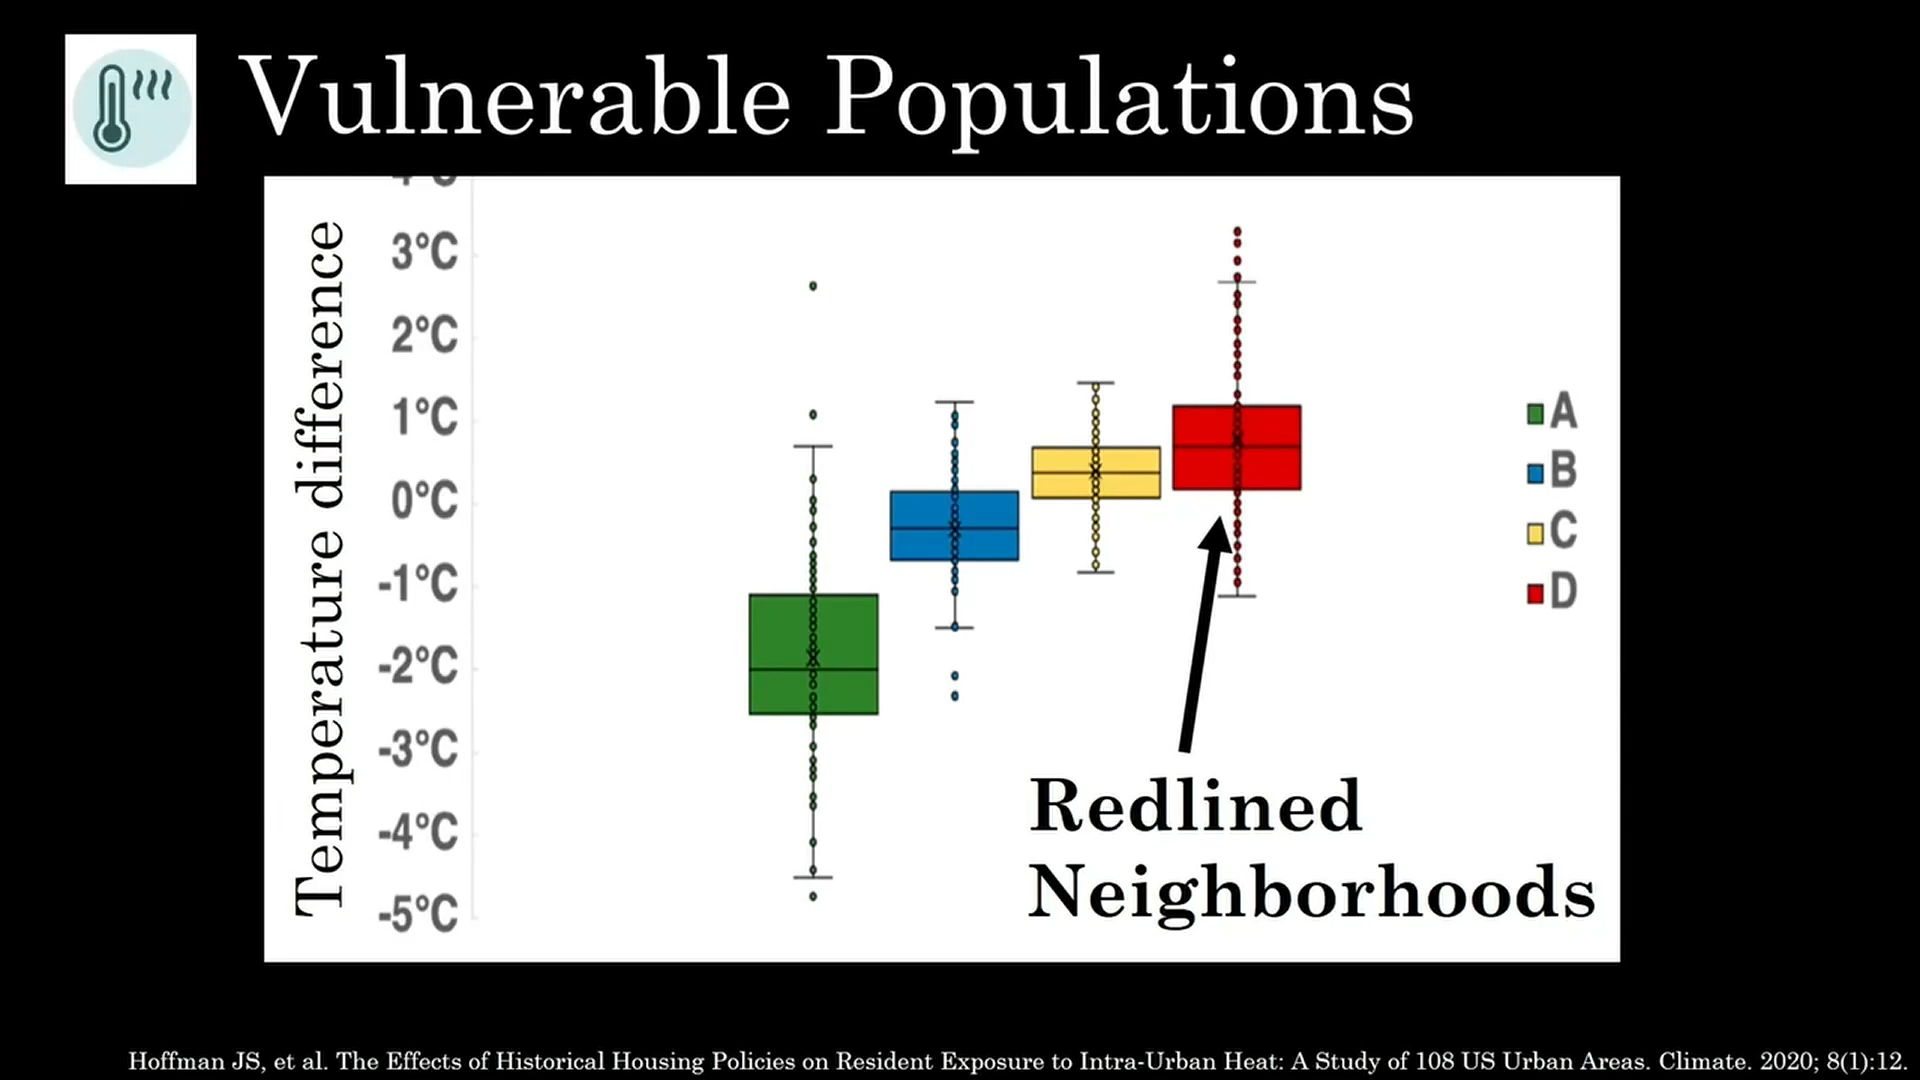 Vulnerable Populations
Temperature difference
3°C
2°C
1°C
0°C
-1°C
-2°C
-3°C
-4°C
-5°C
A
B
C
D
Redlined
Neighborhoods
Hoffman JS, et al. The Effects of Historical Housing Policies on Resident Exposure to Intra-Urban Heat: A Study of 108 US Urban Areas. Climate. 2020; 8(1):12.